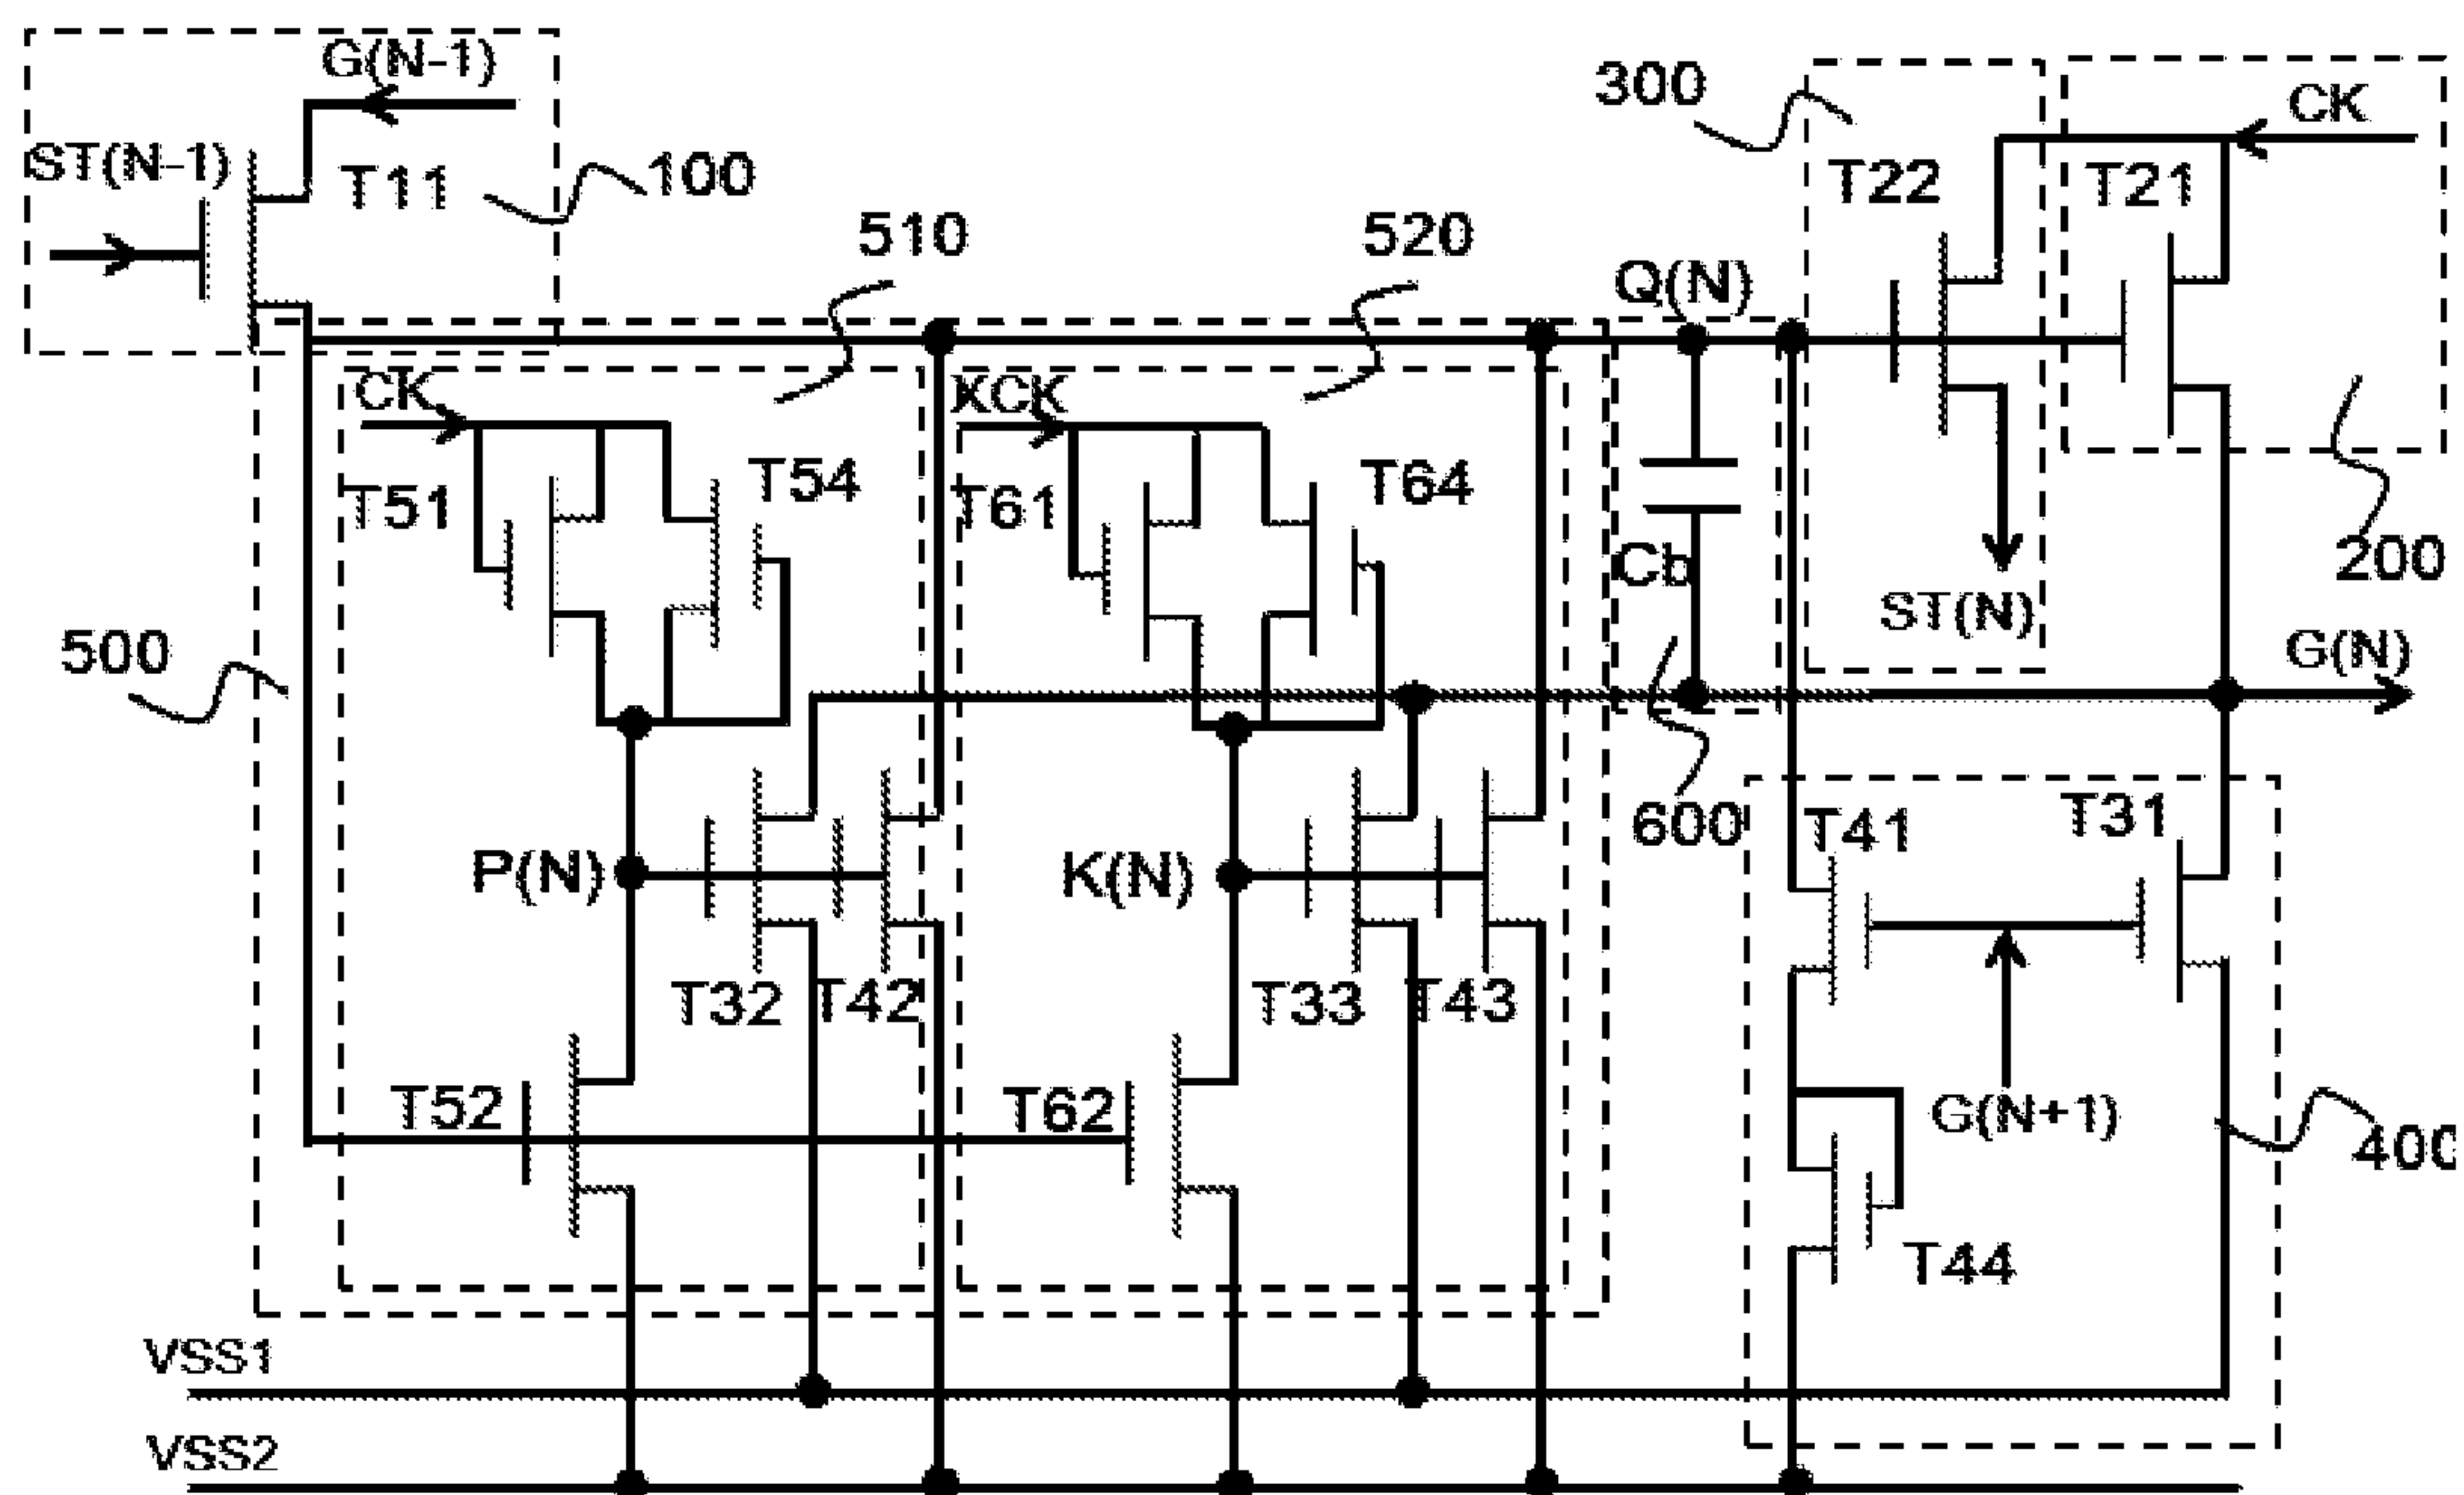 G(N-1)
300
CK
ST(N-1)
T11
100
T22
T21
510
520
Q(N)
CK
XCK
T51
T54
T61
T64
Cb
200
ST(N)
500
G(N)
600
T41
T31
P(N)
K(N)
T32
T42
T33
T43
T52
T62
G(N+1)
400
T44
VSS1
VSS2